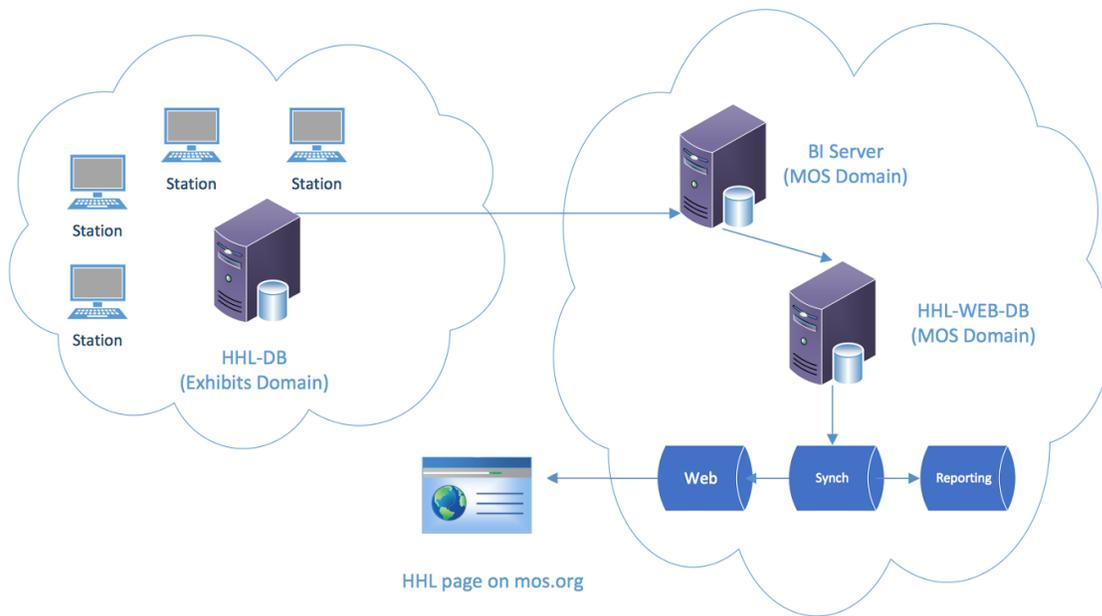 Station
Station
Station
Station
HHL-DB
(Exhibits Domain)
BI Server
(MOS Domain)
HHL-WEB-DB
(MOS Domain)
Web
Synch
Reporting
HHL page on mos.org